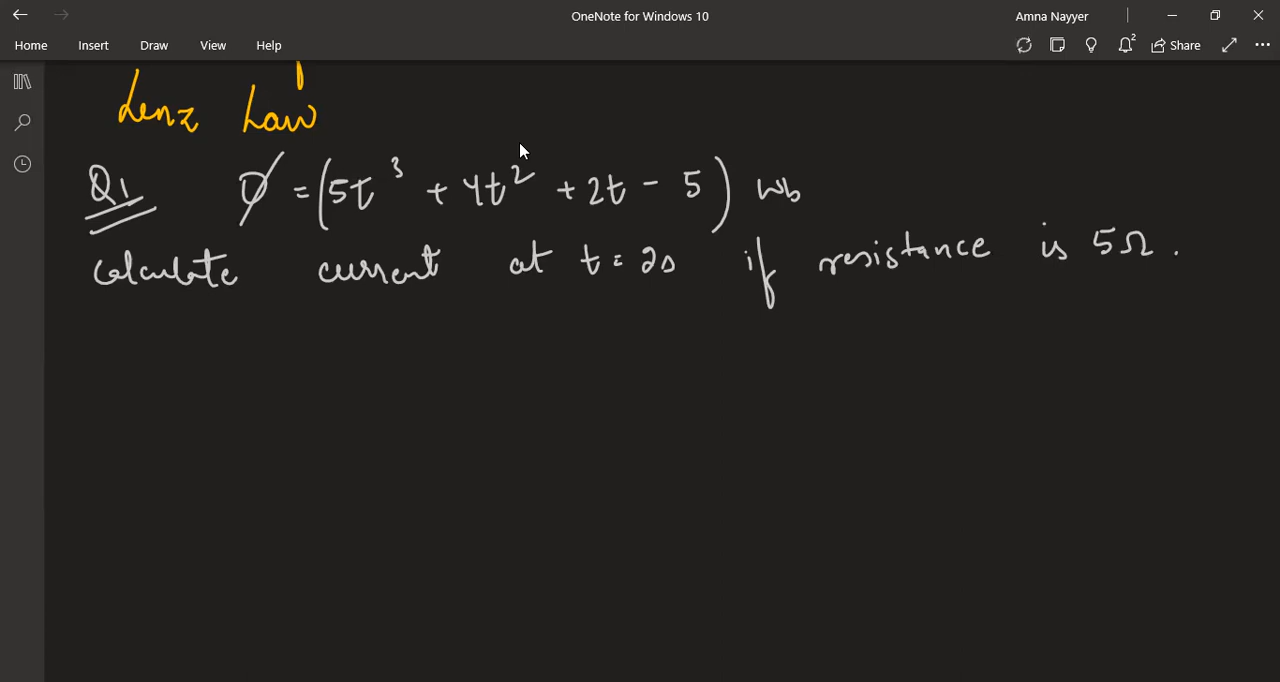 OneNote for Windows 10
Amna Nayyer
Home Insert Draw View Help
2 Share
Lenz Law
Q1 Ø = (5t³ + 4t² + 2t - 5) wb
calculate current at t = 2s if resistance is 5Ω.